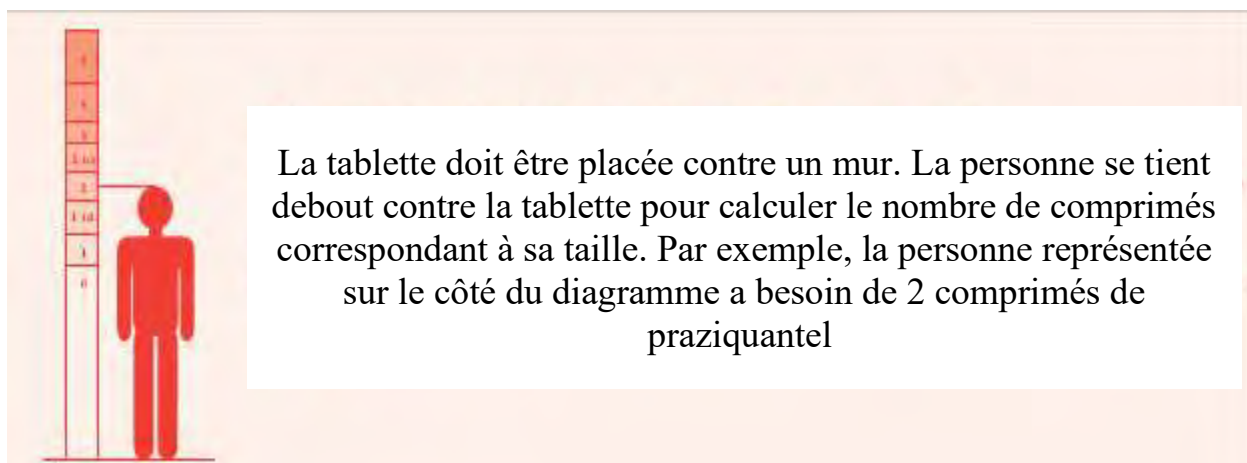 La tablette doit être placée contre un mur. La personne se tient
debout contre la tablette pour calculer le nombre de comprimés
correspondant à sa taille. Par exemple, la personne représentée
sur le côté du diagramme a besoin de 2 comprimés de
praziquantel